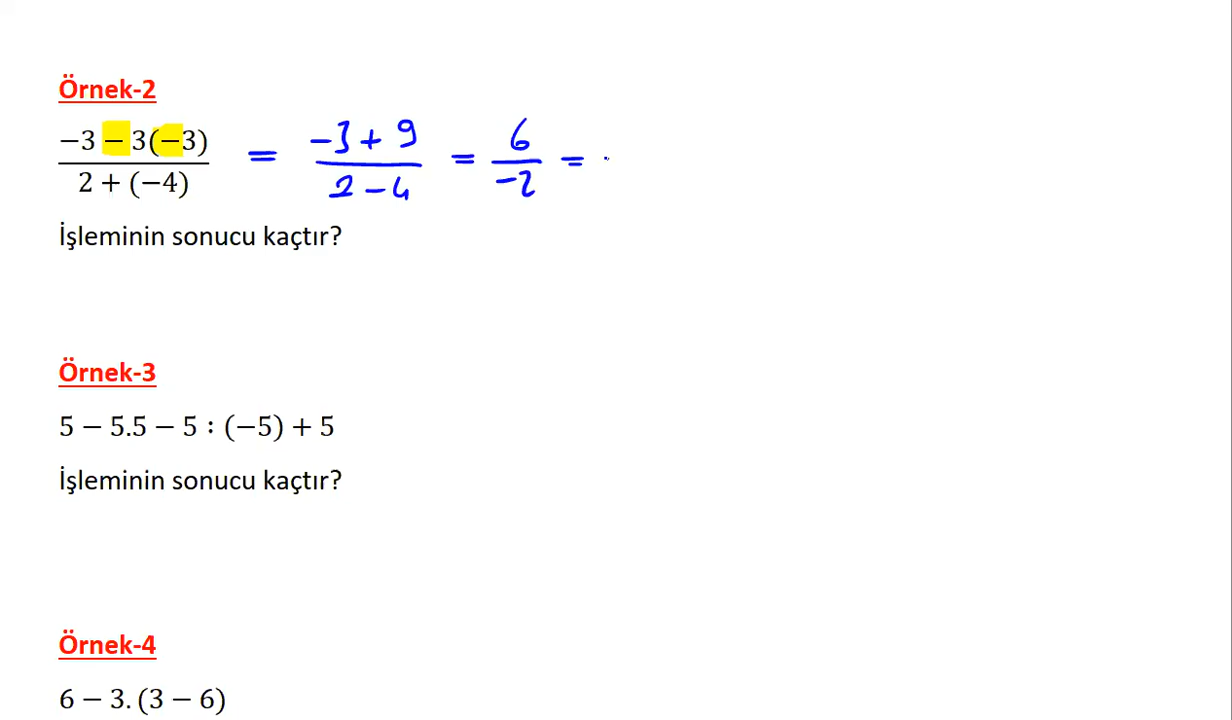 Örnek-2
−3 − 3(−3) / 2 + (−4) = −3 + 9 / 2 − 4 = 6 / −2 =
İşleminin sonucu kaçtır?
Örnek-3
5 − 5.5 − 5 : (−5) + 5
İşleminin sonucu kaçtır?
Örnek-4
6 − 3. (3 − 6)